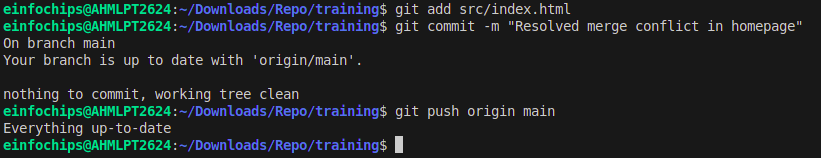 einfochips@AHMLPT2624:~/Downloads/Repo/training$ git add src/index.html
einfochips@AHMLPT2624:~/Downloads/Repo/training$ git commit -m "Resolved merge conflict in homepage"
On branch main
Your branch is up to date with 'origin/main'.

nothing to commit, working tree clean
einfochips@AHMLPT2624:~/Downloads/Repo/training$ git push origin main
Everything up-to-date
einfochips@AHMLPT2624:~/Downloads/Repo/training$